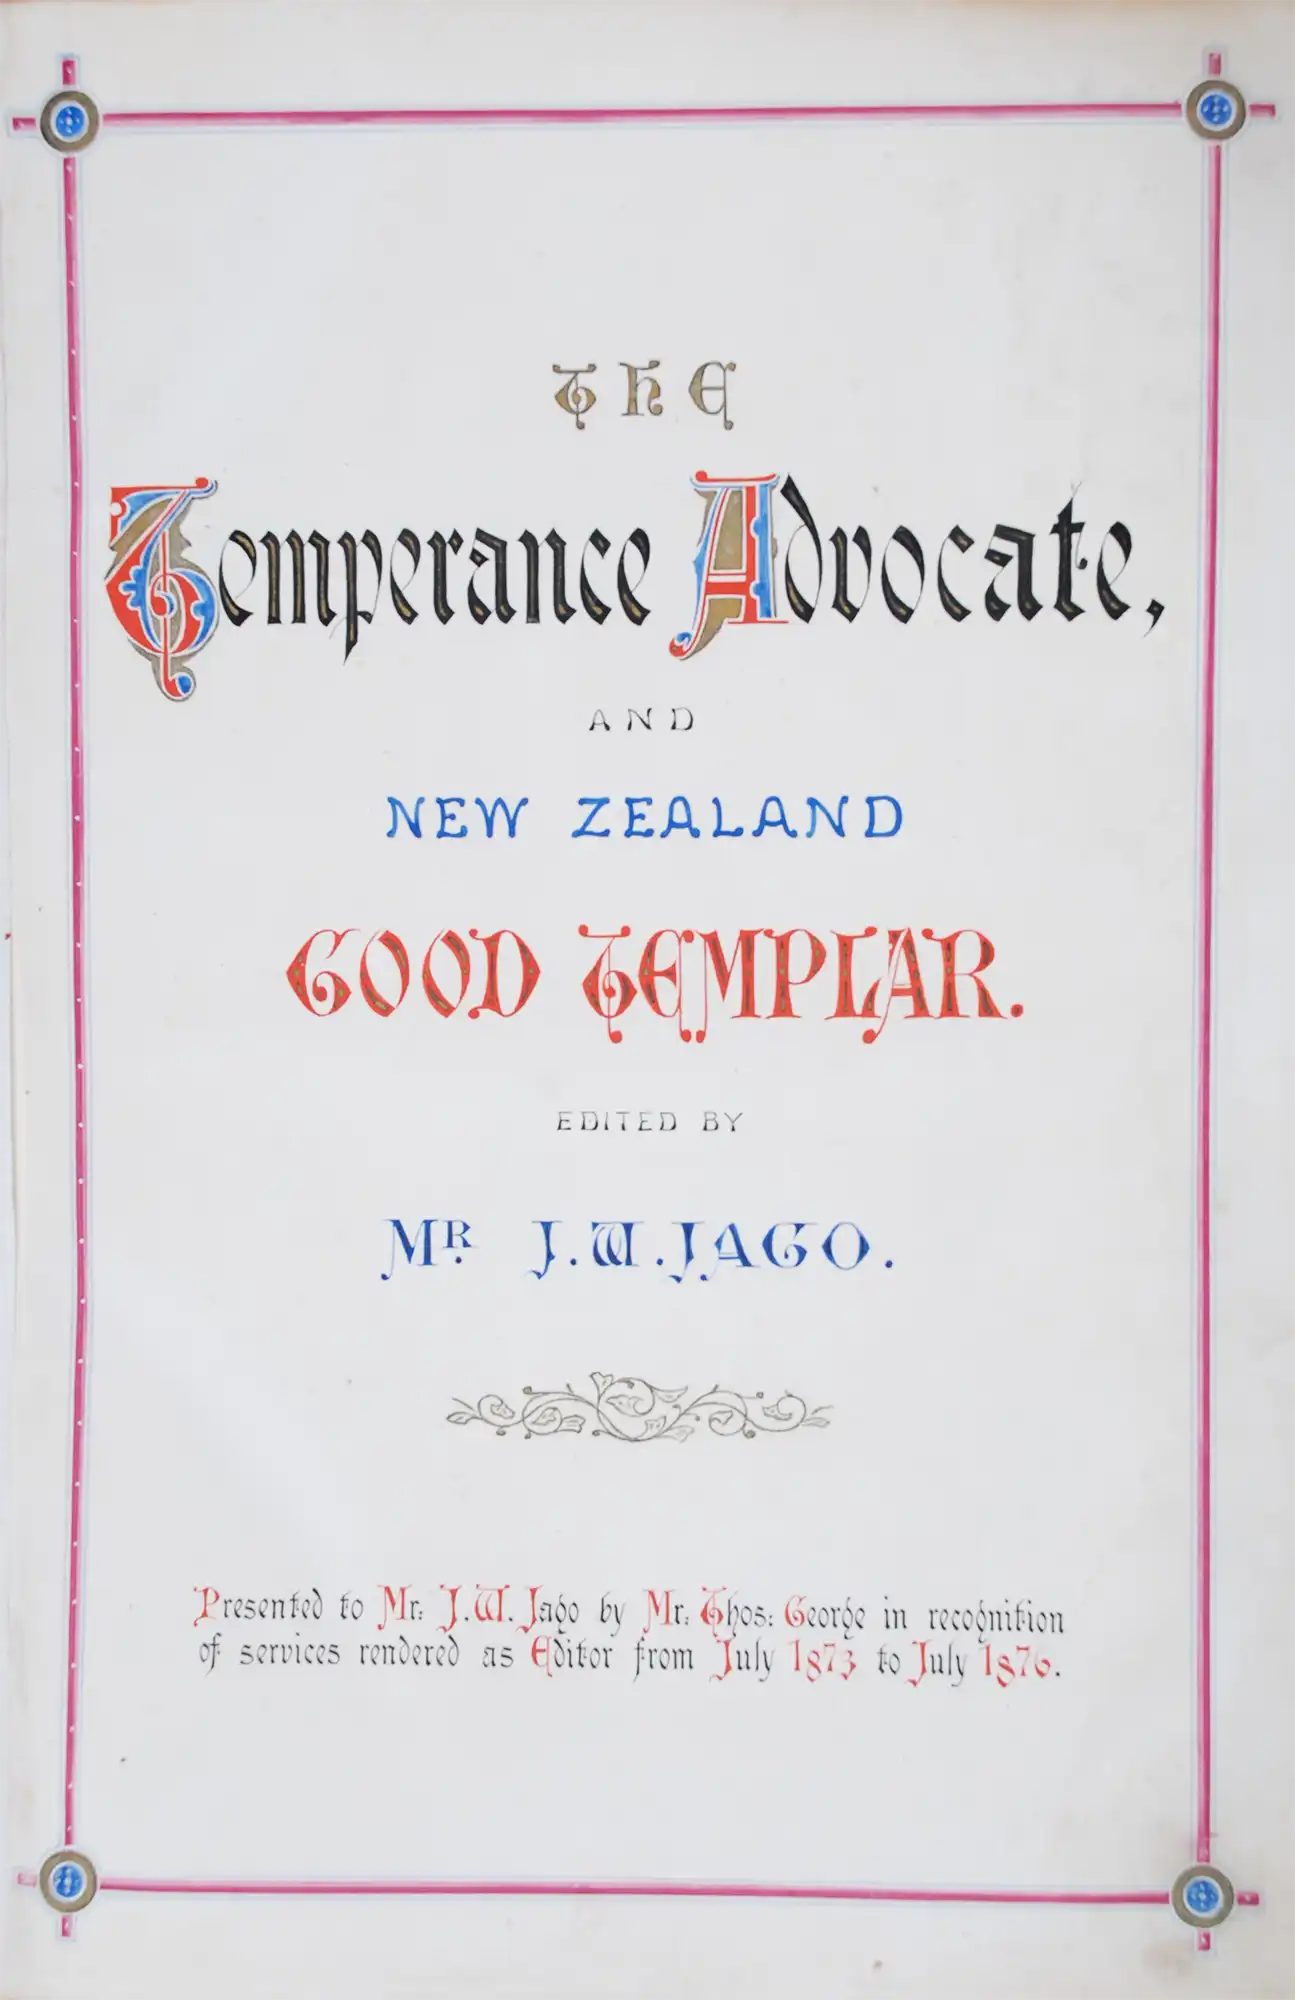 THE
Temperance Advocate,
AND
NEW ZEALAND
GOOD TEMPLAR.
EDITED BY
MR. J.W.JAGO.
Presented to Mr: J.W. Jago by Mr: Thos: George in recognition
of services rendered as Editor from July 1873 to July 1876.